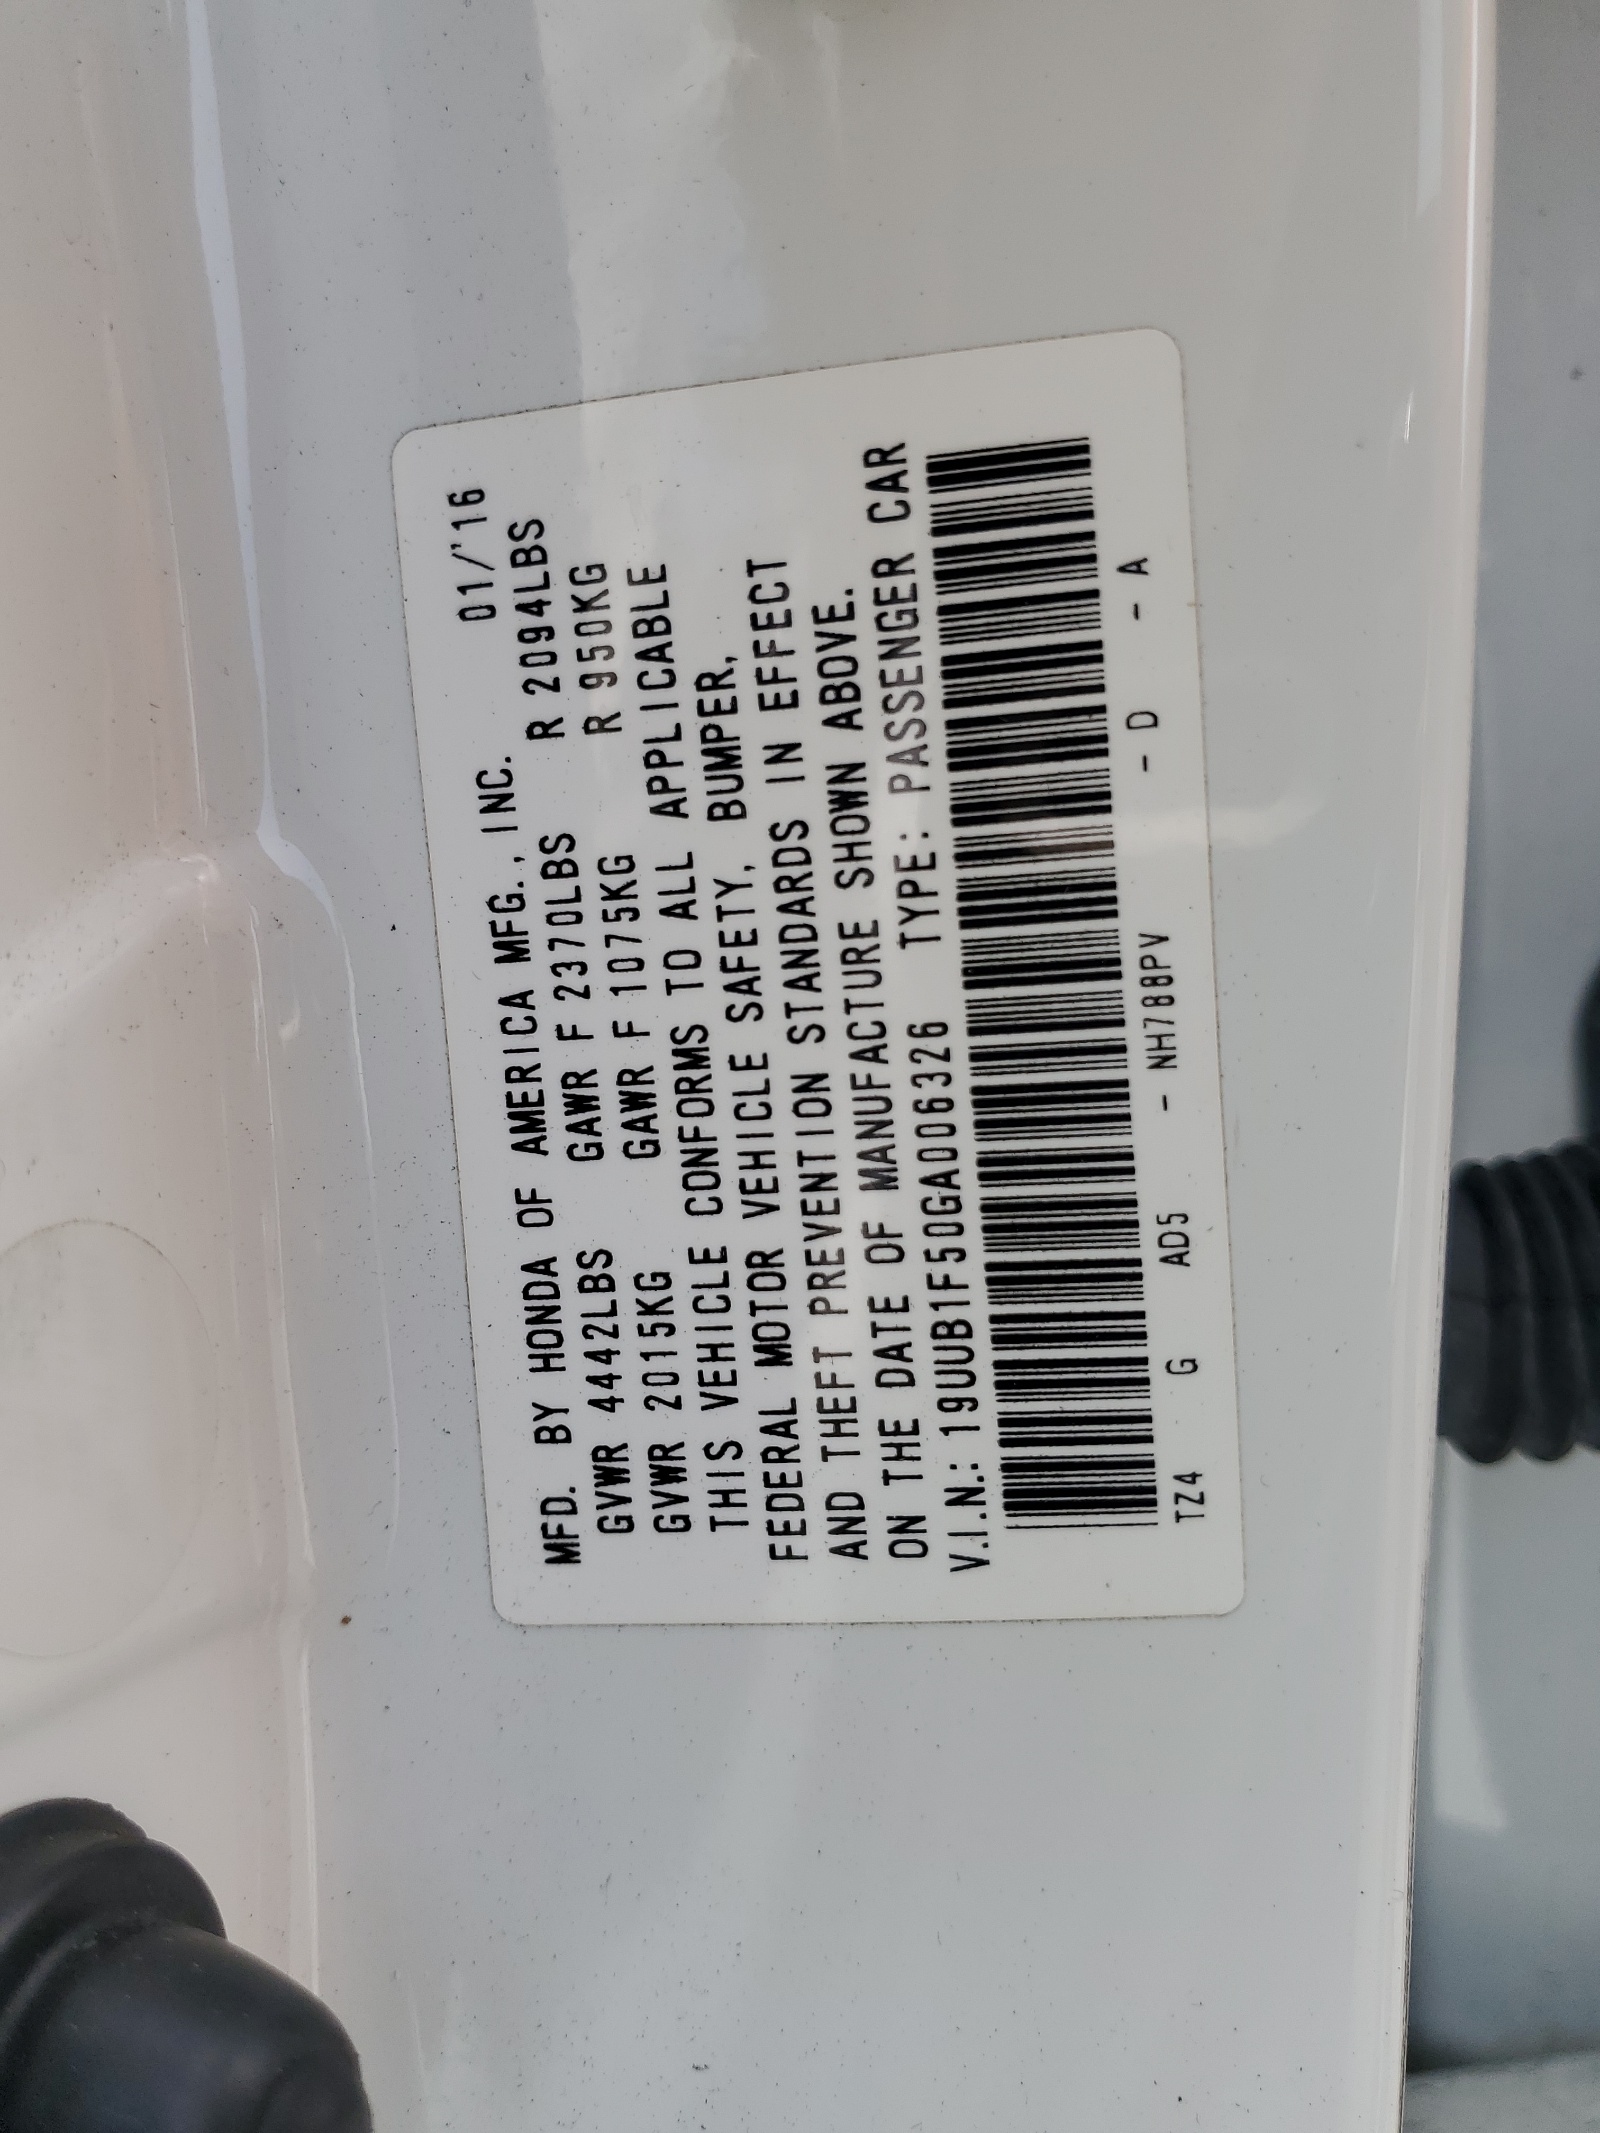 01/'16
MFD. BY HONDA OF AMERICA MFG., INC.
GVWR 4442LBS GAWR F 2370LBS R 2094LBS
GVWR 2015KG GAWR F 1075KG R 950KG
THIS VEHICLE CONFORMS TO ALL APPLICABLE
FEDERAL MOTOR VEHICLE SAFETY, BUMPER,
AND THEFT PREVENTION STANDARDS IN EFFECT
ON THE DATE OF MANUFACTURE SHOWN ABOVE.
V.I.N.: 19UUB1F50GA006326 TYPE: PASSENGER CAR
TZ4 G AD5 - NH788PV - D - A